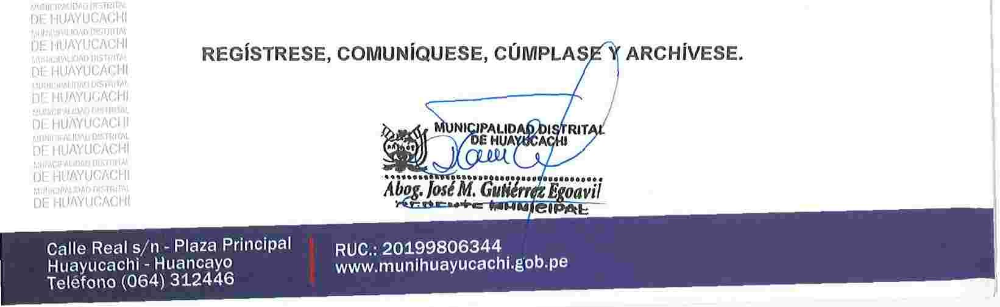 MUNICIPALIDAD DISTRITAL
DE HUAYUCACHI
MUNICIPALIDAD DISTRITAL
DE HUAYUCACHI
MUNICIPALIDAD DISTRITAL
DE HUAYUCACHI
MUNICIPALIDAD DISTRITAL
DE HUAYUCACHI
MUNICIPALIDAD DISTRITAL
DE HUAYUCACHI
MUNICIPALIDAD DISTRITAL
DE HUAYUCACHI
MUNICIPALIDAD DISTRITAL
DE HUAYUCACHI
MUNICIPALIDAD DISTRITAL
DE HUAYUCACHI
REGÍSTRESE, COMUNÍQUESE, CÚMPLASE Y ARCHÍVESE.
MUNICIPALIDAD DISTRITAL
DE HUAYUCACHI
Abog. José M. Gutiérrez Egoavil
GERENTE MUNICIPAL
Calle Real s/n - Plaza Principal
Huayucachi - Huancayo
Teléfono (064) 312446
RUC.: 20199806344
www.munihuayucachi.gob.pe